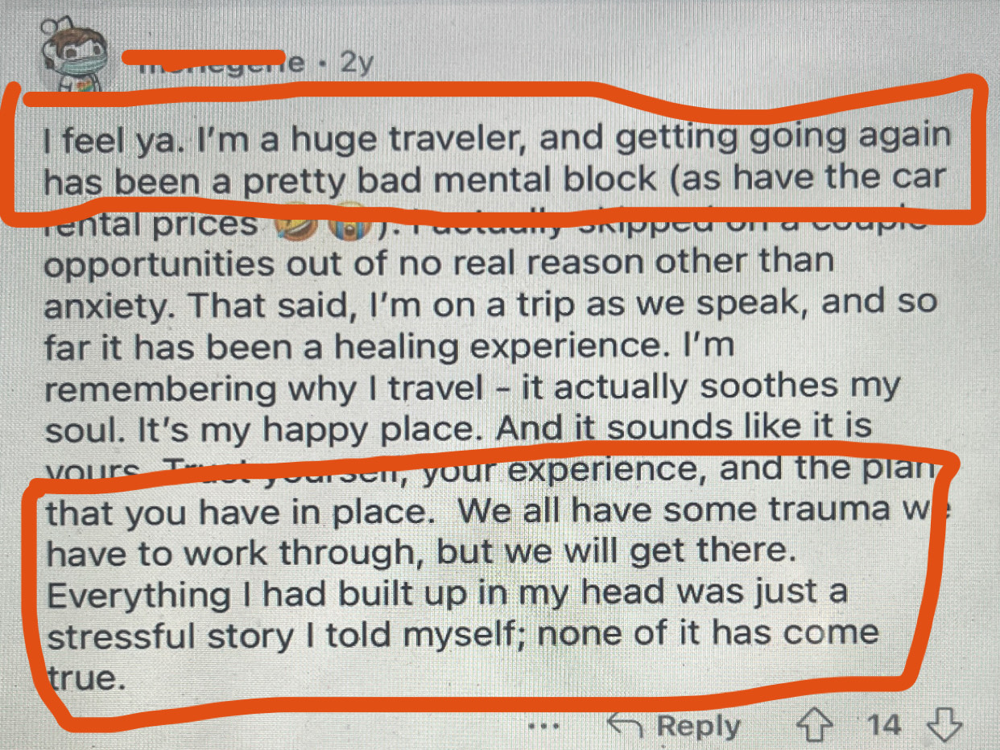 • 2y
I feel ya. I'm a huge traveler, and getting going again
has been a pretty bad mental block (as have the car
rental prices 🤣 😭). I actually skipped on a couple
opportunities out of no real reason other than
anxiety. That said, I'm on a trip as we speak, and so
far it has been a healing experience. I'm
remembering why I travel - it actually soothes my
soul. It's my happy place. And it sounds like it is
yours. Trust yourself, your experience, and the plan
that you have in place. We all have some trauma we
have to work through, but we will get there.
Everything I had built up in my head was just a
stressful story I told myself; none of it has come
true.
... Reply 14